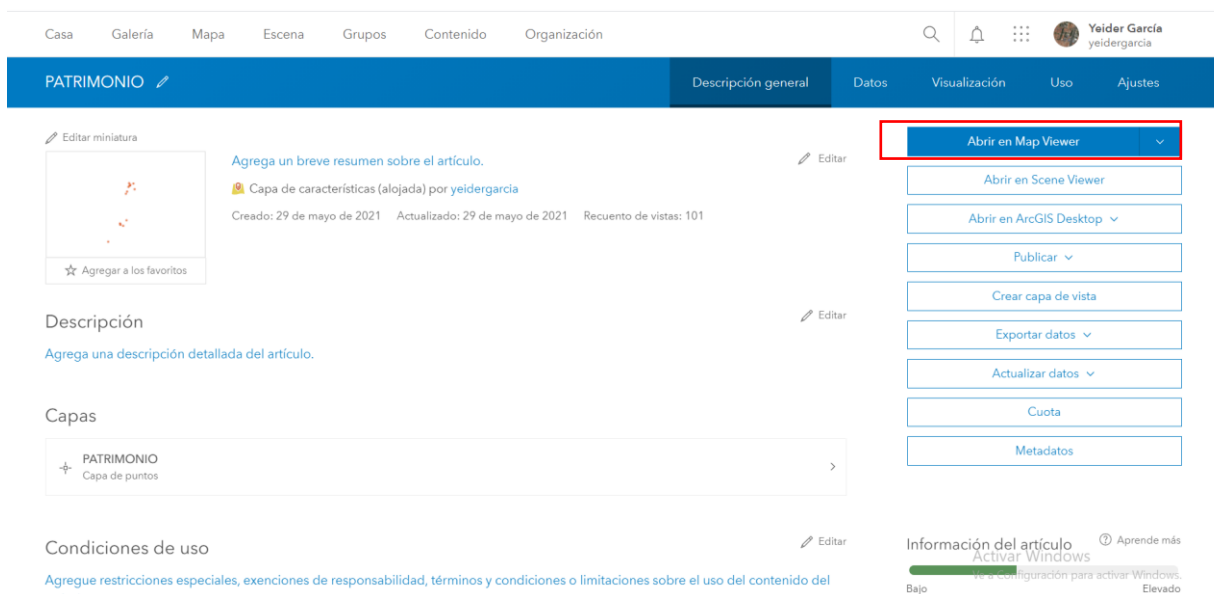 Casa Galería Mapa Escena Grupos Contenido Organización
Yeider García
yeidergarcia
PATRIMONIO Descripción general Datos Visualización Uso Ajustes
Editar miniatura
Agrega un breve resumen sobre el artículo. Editar
Capa de características (alojada) por yeidergarcia
Creado: 29 de mayo de 2021 Actualizado: 29 de mayo de 2021 Recuento de vistas: 101
Agregar a los favoritos
Descripción Editar
Agrega una descripción detallada del artículo.
Capas
PATRIMONIO
Capa de puntos
Condiciones de uso Editar
Agregue restricciones especiales, exenciones de responsabilidad, términos y condiciones o limitaciones sobre el uso del contenido del
Abrir en Map Viewer
Abrir en Scene Viewer
Abrir en ArcGIS Desktop
Publicar
Crear capa de vista
Exportar datos
Actualizar datos
Cuota
Metadatos
Información del artículo Aprende más
Activar Windows
Ve a Configuración para activar Windows.
Bajo Elevado